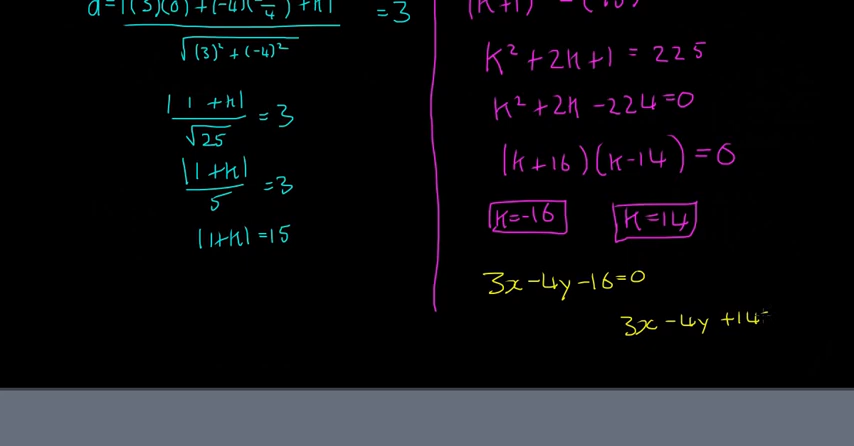 d = |(3)(0) + (-4)(-1/4) + k| / √((3)² + (-4)²) = 3
|1 + k| / √25 = 3
|1 + k| / 5 = 3
|1+k| = 15
K² + 2k + 1 = 225
K² + 2k - 224 = 0
(k + 16)(k - 14) = 0
k = -16 k = 14
3x - 4y - 16 = 0
3x - 4y + 14